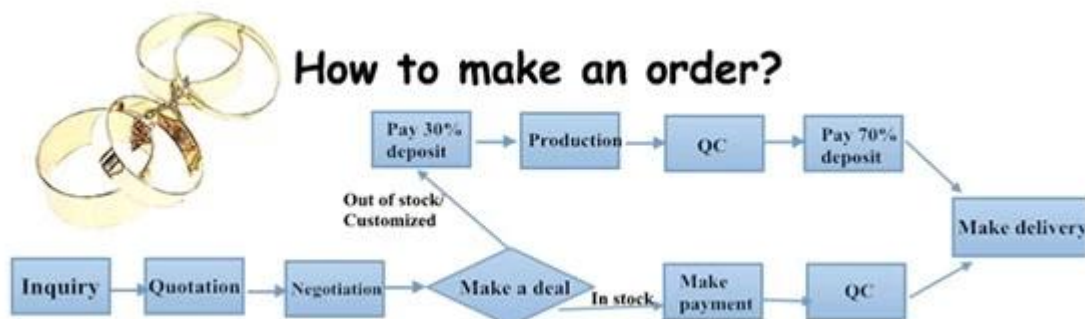 How to make an order?
Pay 30%
deposit
Production
QC
Pay 70%
deposit
Out of stock/
Customized
Make delivery
Inquiry
Quotation
Negotiation
Make a deal
In stock
Make
payment
QC